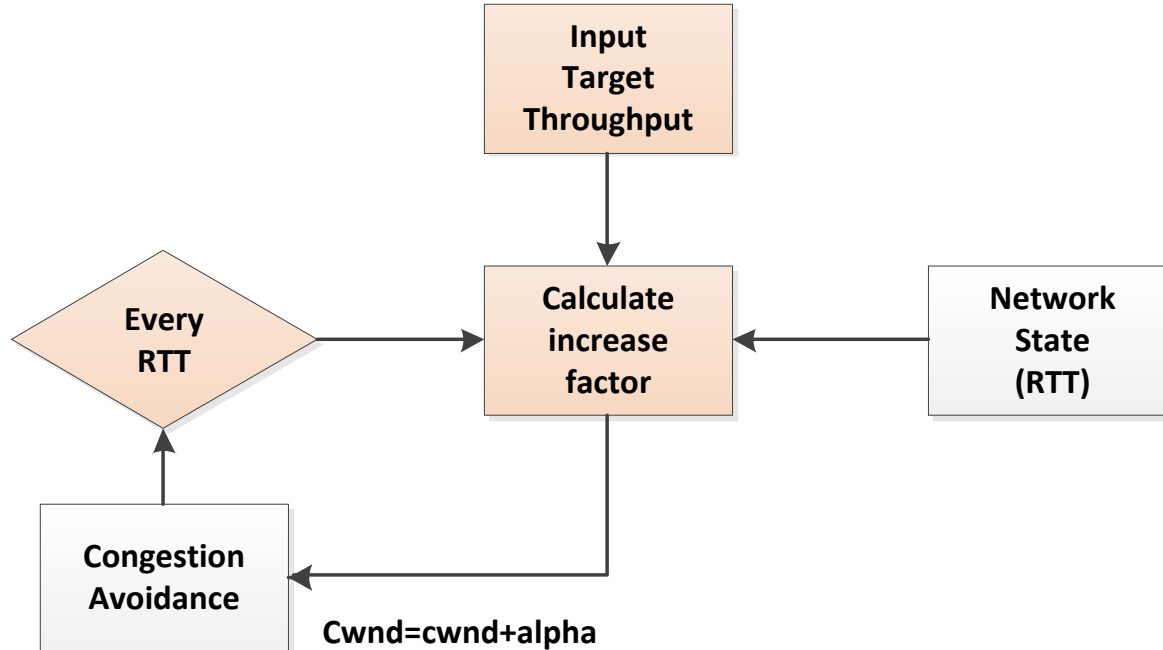 Input
Target
Throughput
Every
RTT
Calculate
increase
factor
Network
State
(RTT)
Congestion
Avoidance
Cwnd=cwnd+alpha